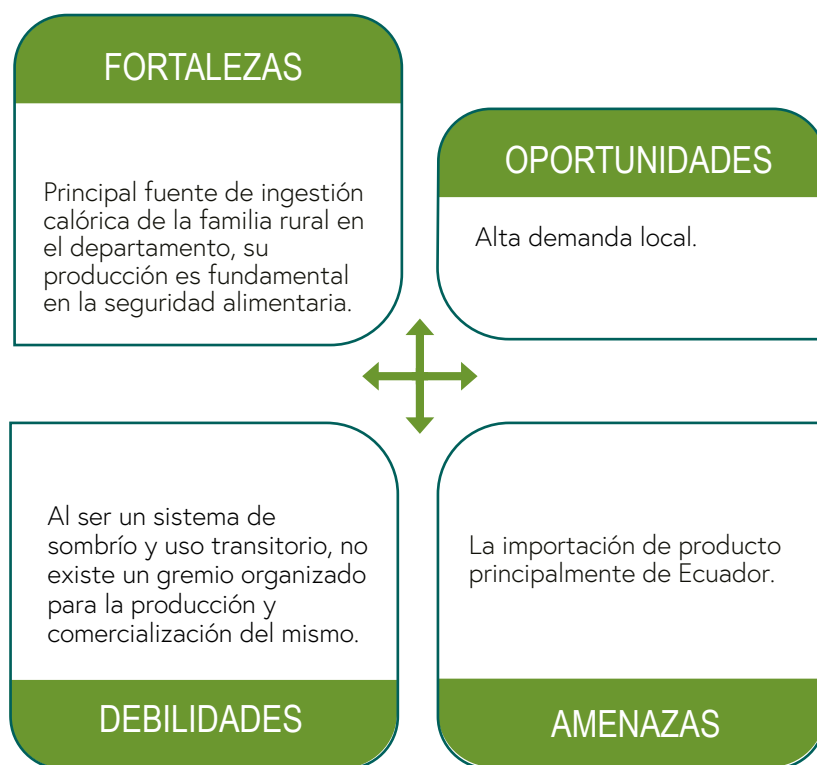 FORTALEZAS
Principal fuente de ingestión
calórica de la familia rural en
el departamento, su
producción es fundamental
en la seguridad alimentaria.
OPORTUNIDADES
Alta demanda local.
Al ser un sistema de
sombrío y uso transitorio, no
existe un gremio organizado
para la producción y
comercialización del mismo.
DEBILIDADES
La importación de producto
principalmente de Ecuador.
AMENAZAS